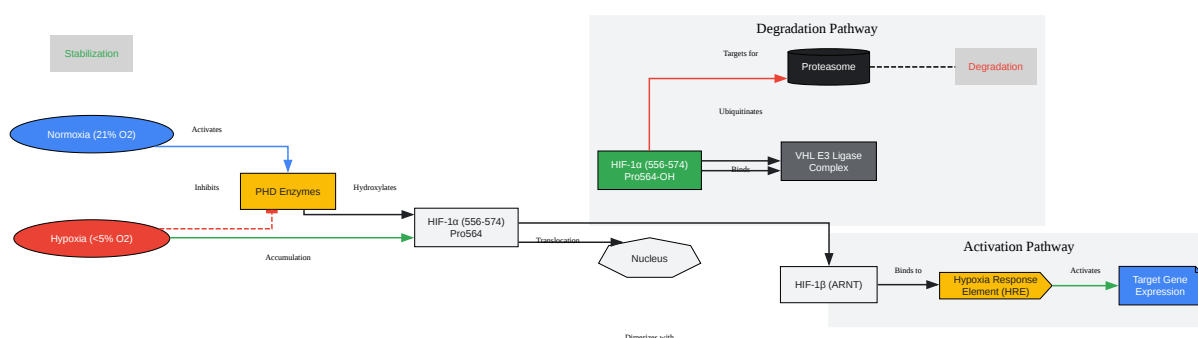 Degradation Pathway
Stabilization
Targets for
Proteasome
Degradation
Ubiquitinates
Normoxia (21% O2)
Activates
HIF-1α (556-574)
Pro564-OH
Binds
VHL E3 Ligase
Complex
Inhibits
PHD Enzymes
Hydroxylates
HIF-1α (556-574)
Pro564
Hypoxia (<5% O2)
Accumulation
Translocation
Nucleus
Activation Pathway
HIF-1β (ARNT)
Binds to
Hypoxia Response
Element (HRE)
Activates
Target Gene
Expression
Dimerizes with